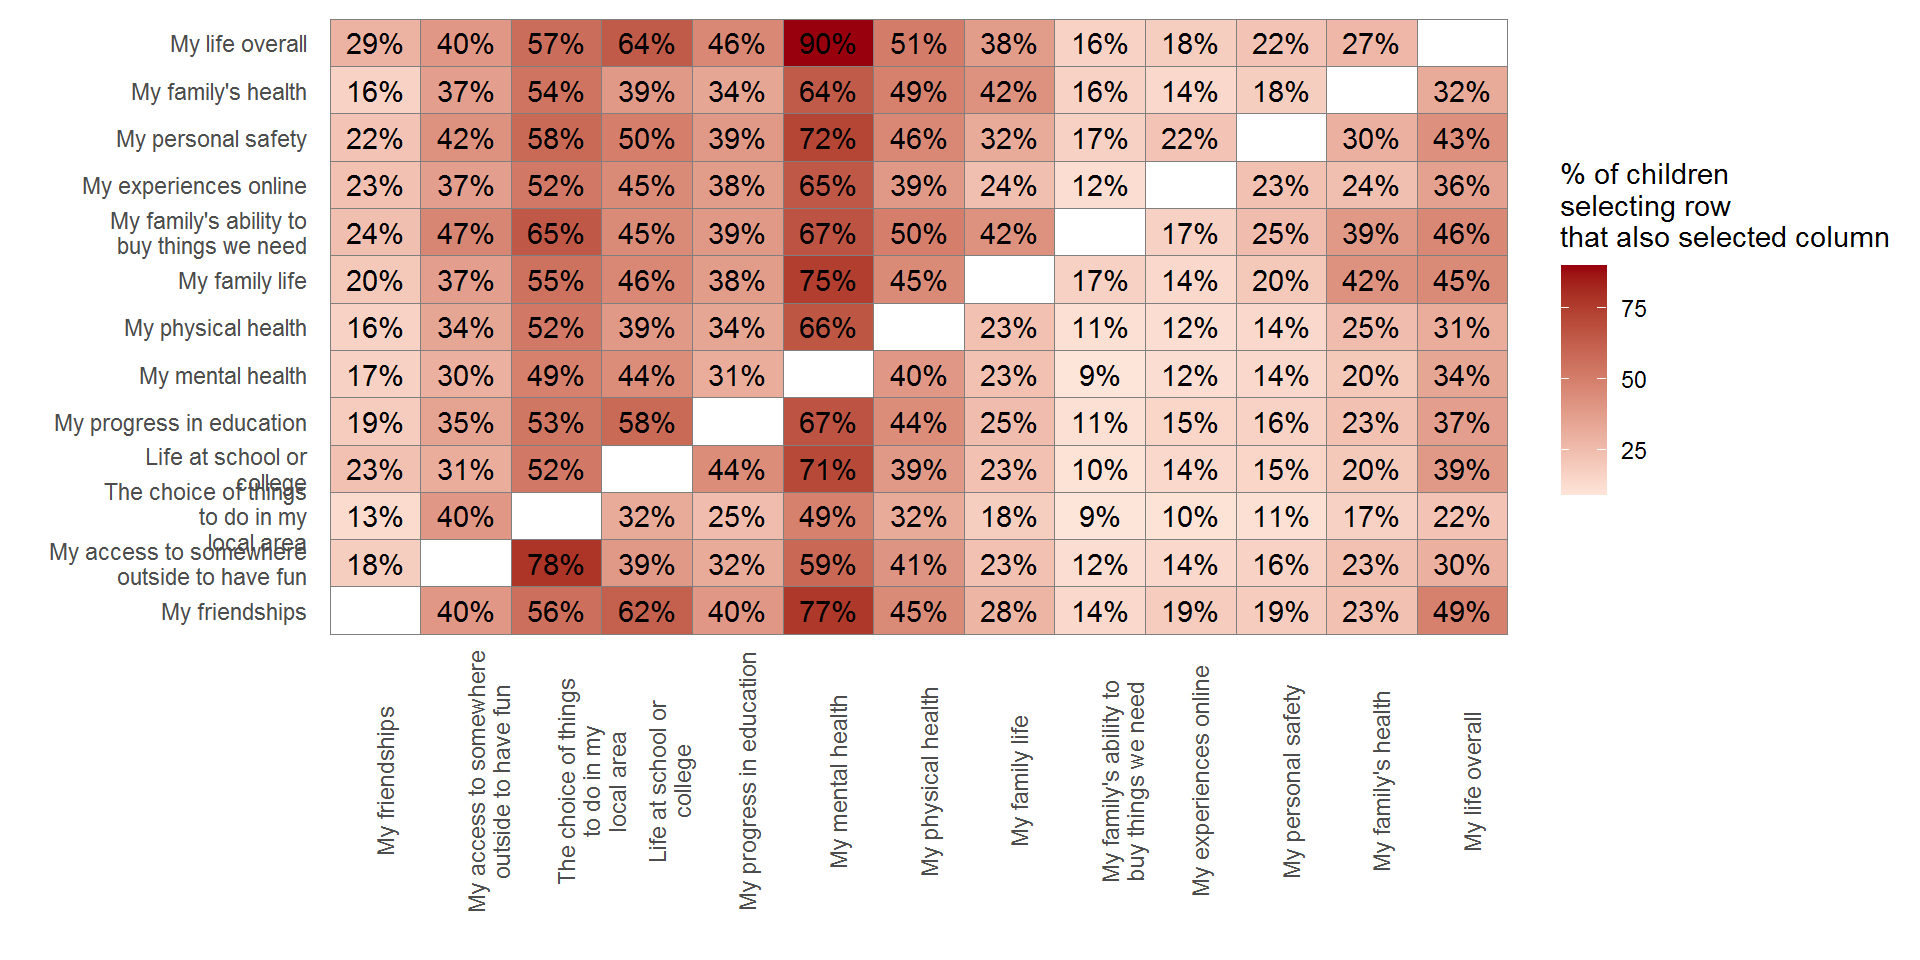 My life overall 29% 40% 57% 64% 46% 90% 51% 38% 16% 18% 22% 27%
My family's health 16% 37% 54% 39% 34% 64% 49% 42% 16% 14% 18% 32%
My personal safety 22% 42% 58% 50% 39% 72% 46% 32% 17% 22% 30% 43%
My experiences online 23% 37% 52% 45% 38% 65% 39% 24% 12% 23% 24% 36%
My family's ability to
buy things we need 24% 47% 65% 45% 39% 67% 50% 42% 17% 25% 39% 46%
My family life 20% 37% 55% 46% 38% 75% 45% 17% 14% 20% 42% 45%
My physical health 16% 34% 52% 39% 34% 66% 23% 11% 12% 14% 25% 31%
My mental health 17% 30% 49% 44% 31% 40% 23% 9% 12% 14% 20% 34%
My progress in education 19% 35% 53% 58% 67% 44% 25% 11% 15% 16% 23% 37%
Life at school or
college 23% 31% 52% 44% 71% 39% 23% 10% 14% 15% 20% 39%
The choice of things
to do in my
local area 13% 40% 32% 25% 49% 32% 18% 9% 10% 11% 17% 22%
My access to somewhere
outside to have fun 18% 78% 39% 32% 59% 41% 23% 12% 14% 16% 23% 30%
My friendships 40% 56% 62% 40% 77% 45% 28% 14% 19% 19% 23% 49%
My friendships
My access to somewhere
outside to have fun
The choice of things
to do in my
local area
Life at school or
college
My progress in education
My mental health
My physical health
My family life
My family's ability to
buy things we need
My experiences online
My personal safety
My family's health
My life overall
% of children
selecting row
that also selected column
75
50
25